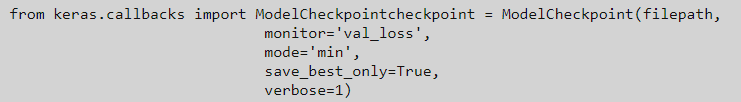 from keras.callbacks import ModelCheckpointcheckpoint = ModelCheckpoint(filepath,
monitor='val_loss',
mode='min',
save_best_only=True,
verbose=1)